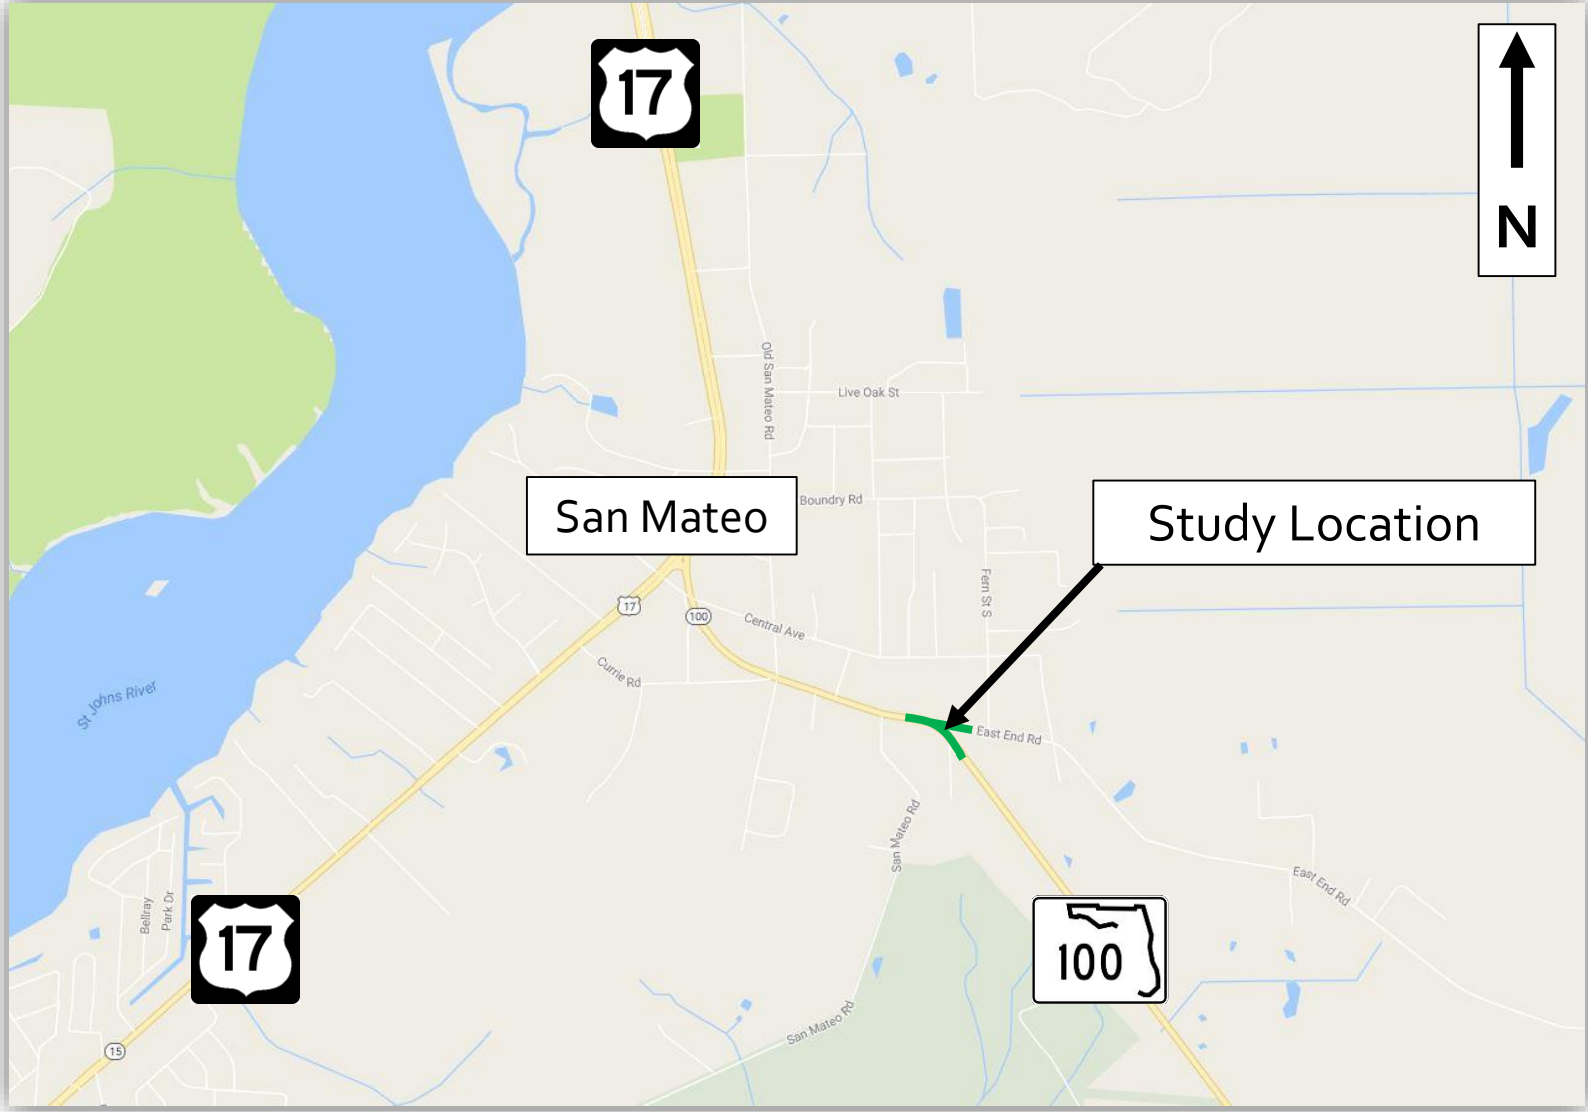 17
N
Old San Mateo Rd
Live Oak St
San Mateo
Boundry Rd
Study Location
Fern St S
17
100
Central Ave
Currie Rd
St Johns River
East End Rd
San Mateo Rd
East End Rd
Bellray
Park Dr
17
100
San Mateo Rd
15